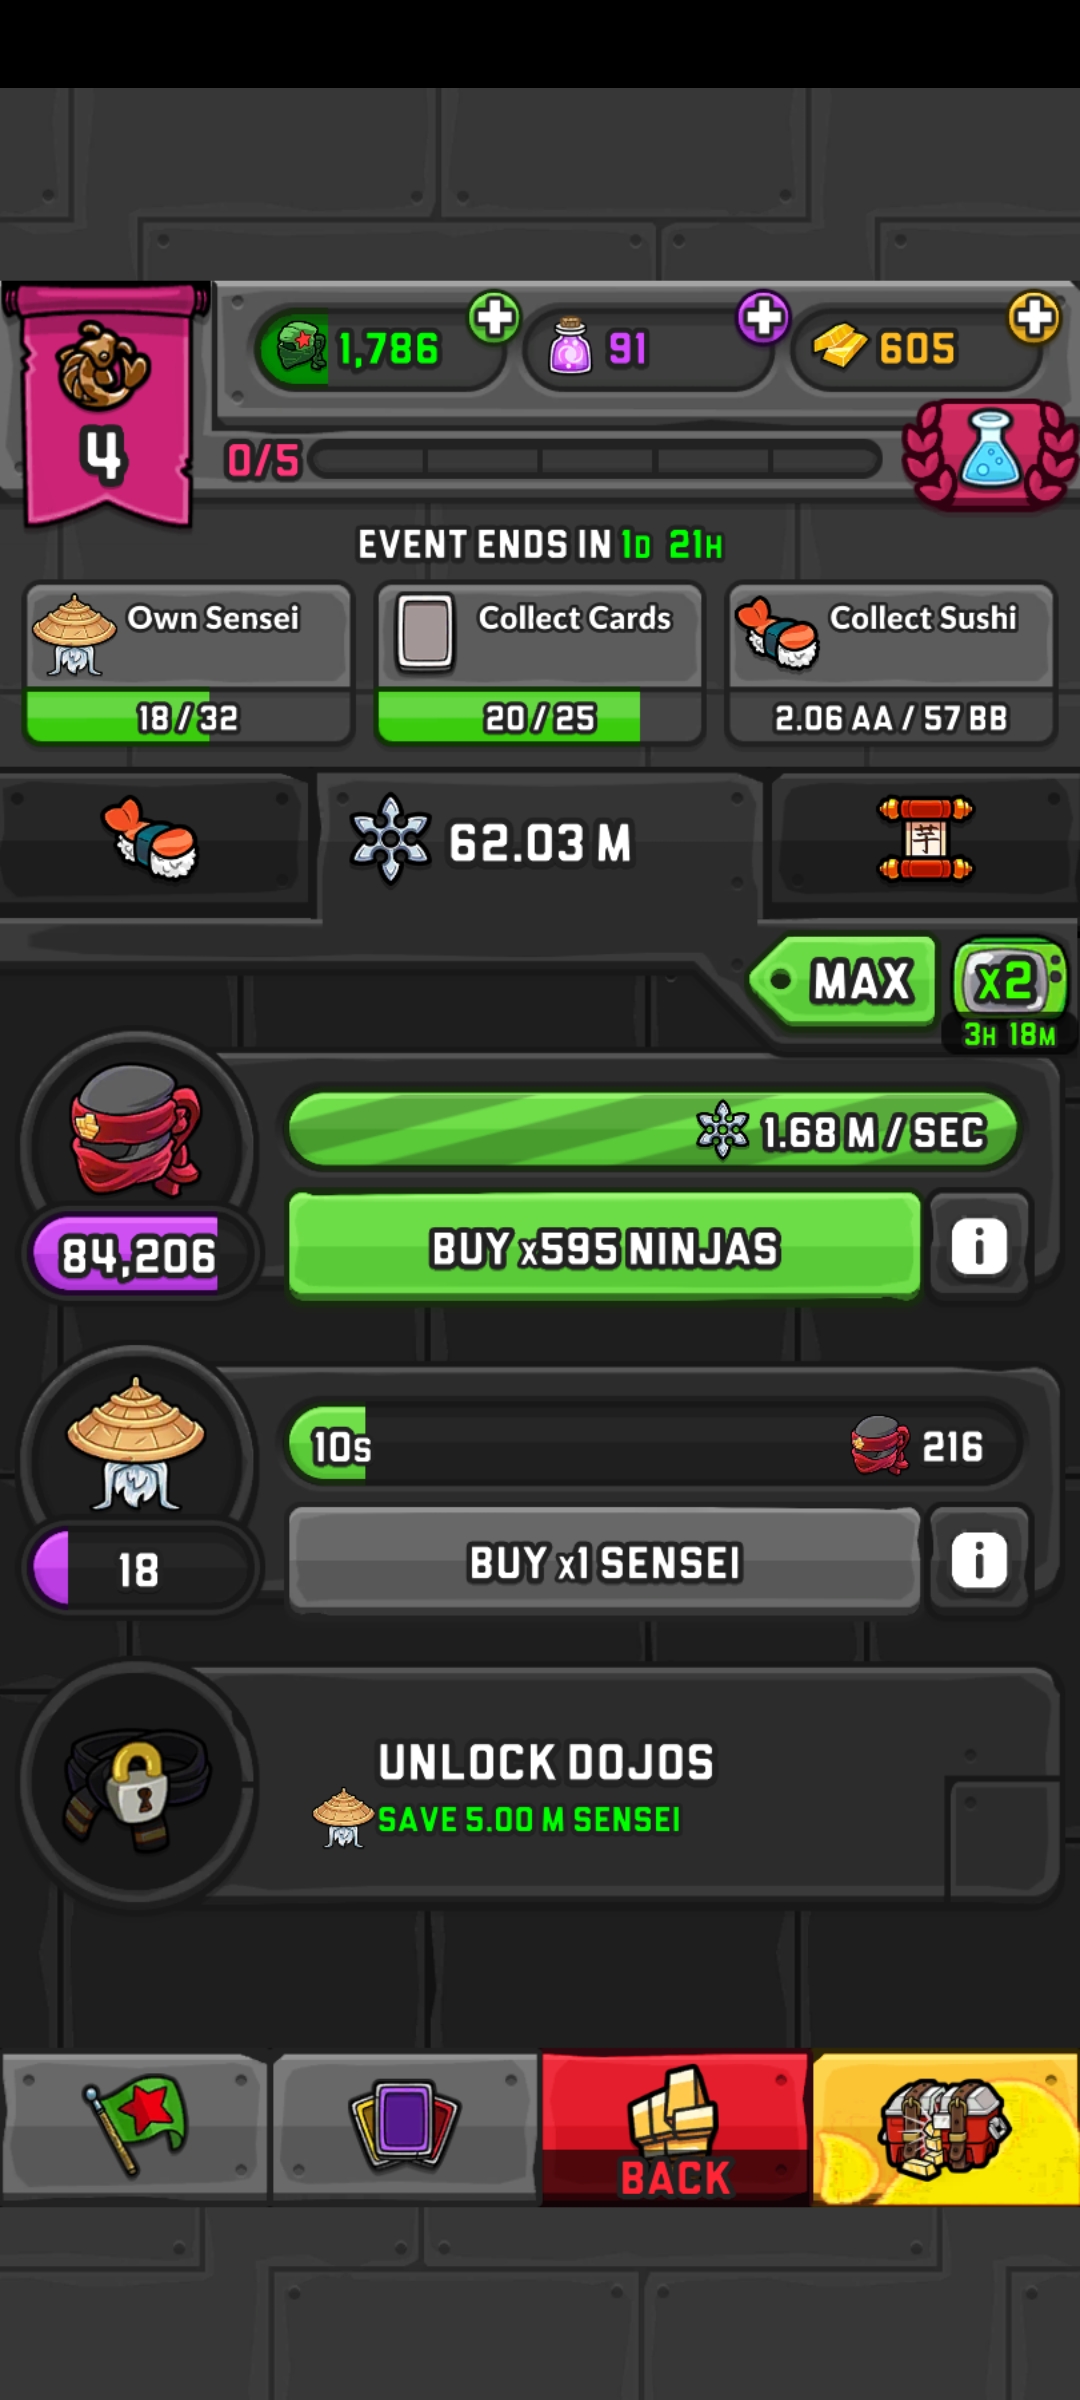 1,786
91
605
4
0/5
EVENT ENDS IN 1D 21H
Own Sensei
Collect Cards
Collect Sushi
18 / 32
20 / 25
2.06 AA / 57 BB
62.03 M
芋
MAX
x2
3H 18M
1.68 M / SEC
84,206
BUY x595 NINJAS
i
10s
216
18
BUY x1 SENSEI
i
UNLOCK DOJOS
SAVE 5.00 M SENSEI
BACK